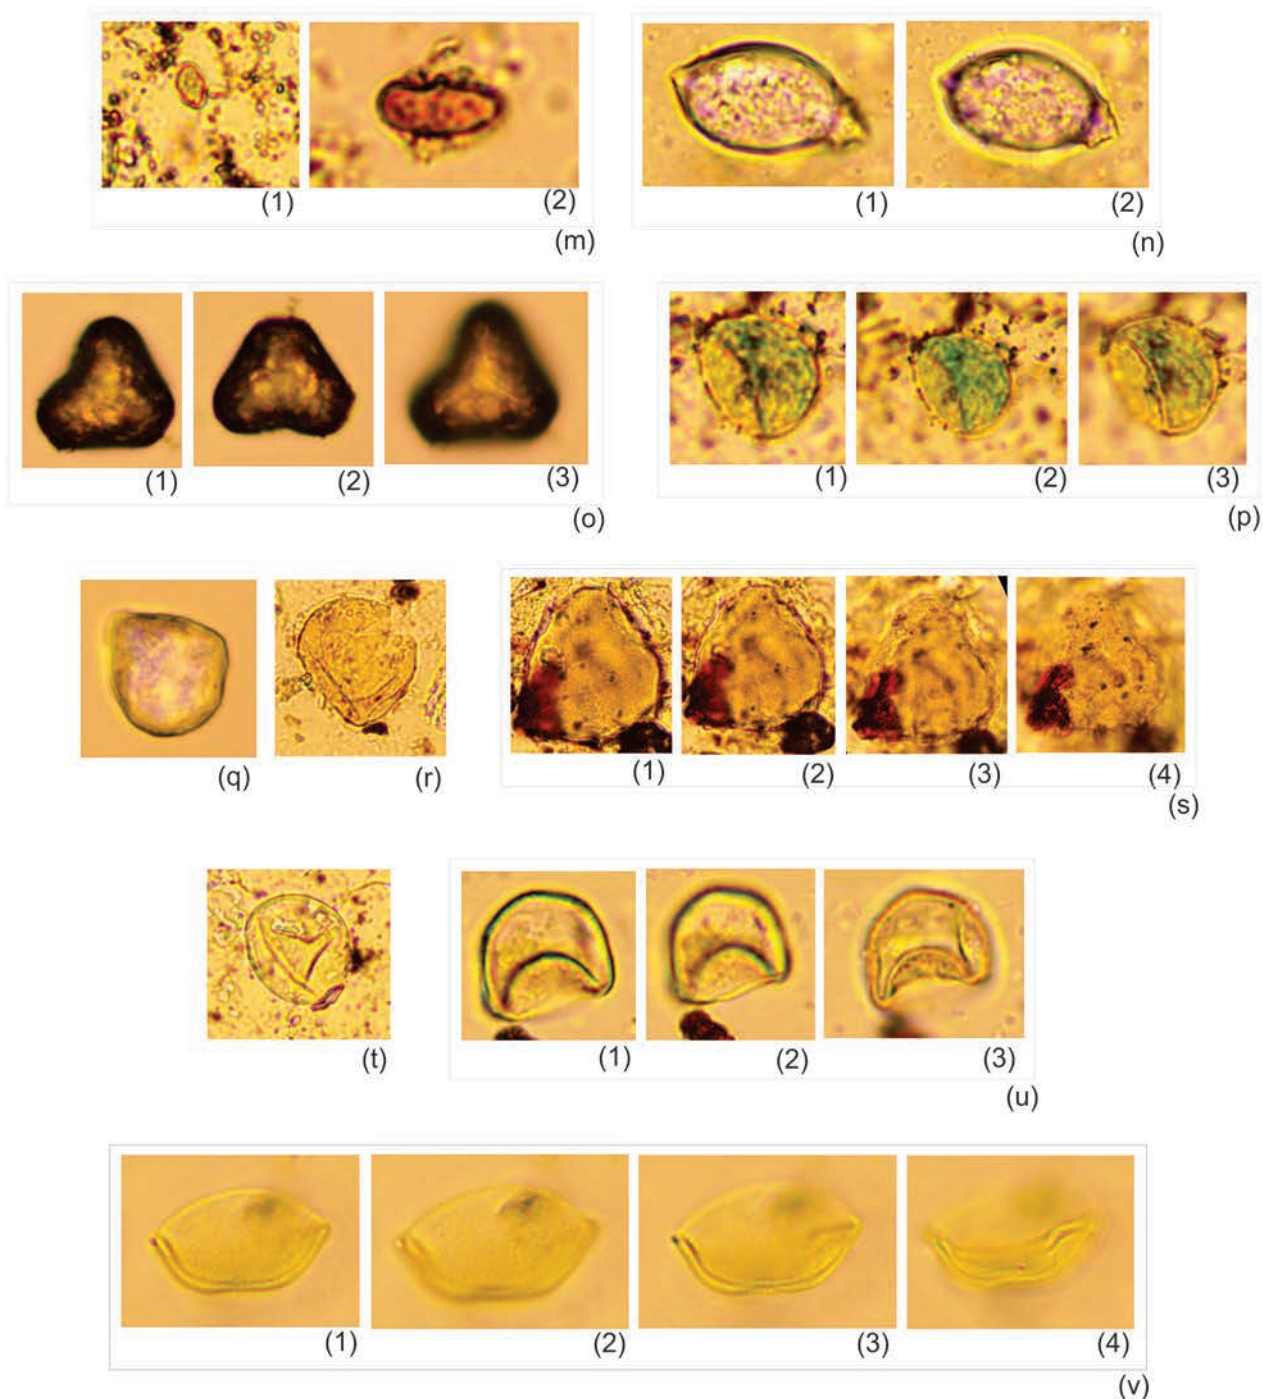 (1) (2) (1) (2)
(m) (n)
(1) (2) (3) (1) (2) (3)
(o) (p)
(q) (r) (1) (2) (3) (4)
(s)
(t) (1) (2) (3)
(u)
(1) (2) (3) (4)
(v)